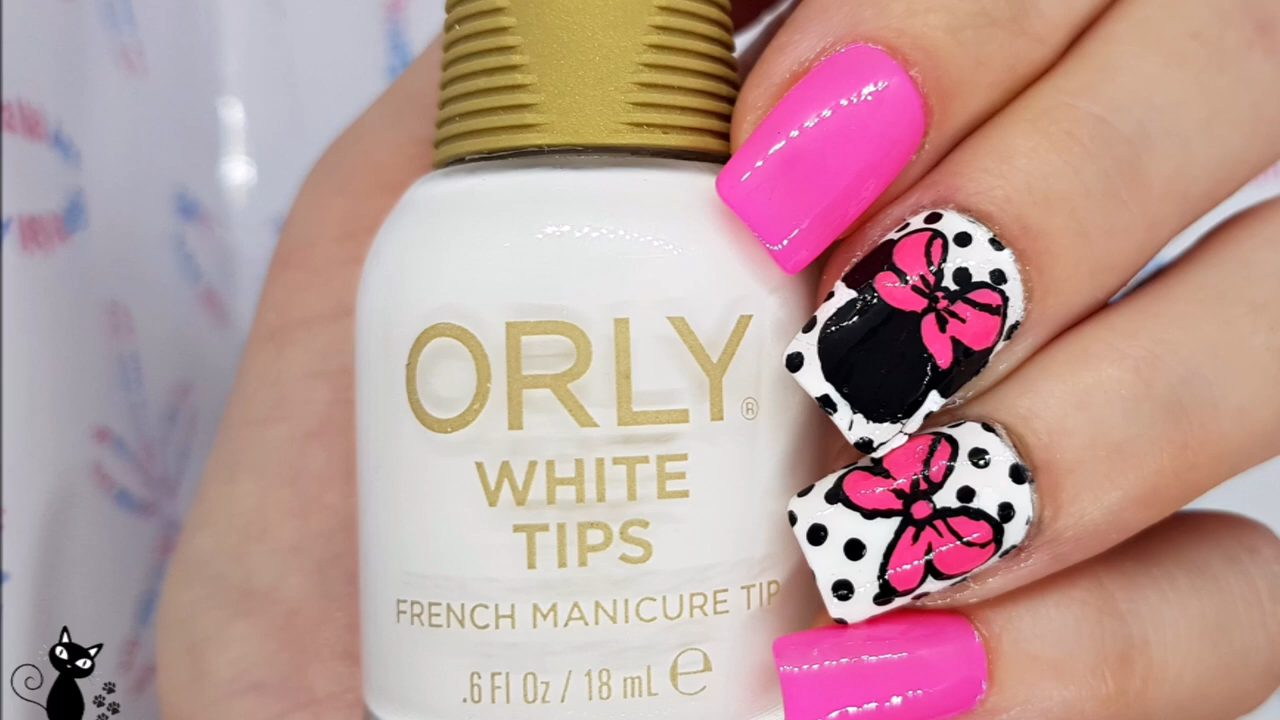 ORLY®
WHITE
TIPS
FRENCH MANICURE TIP
.6 Fl Oz / 18 mL ℮